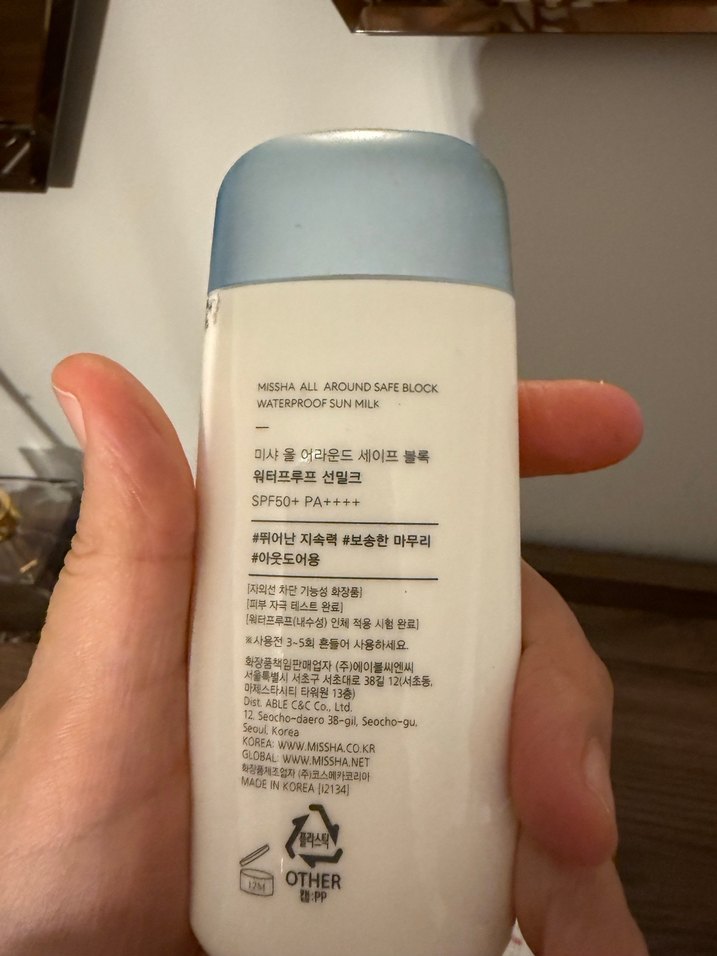 MISSHA ALL AROUND SAFE BLOCK
WATERPROOF SUN MILK
미샤 올 어라운드 세이프 블록
워터프루프 선밀크
SPF50+ PA++++
#뛰어난 지속력 #보송한 마무리
#아웃도어용
[자외선 차단 기능성 화장품]
[피부 자극 테스트 완료]
[워터프루프(내수성) 인체 적용 시험 완료]
※사용전 3~5회 흔들어 사용하세요.
화장품책임판매업자 (주)에이블씨엔씨
서울특별시 서초구 서초대로 38길 12(서초동,
마제스타시티 타워원 13층)
Dist. ABLE C&C Co., Ltd.
12, Seocho-daero 38-gil, Seocho-gu,
Seoul, Korea
KOREA: WWW.MISSHA.CO.KR
GLOBAL: WWW.MISSHA.NET
화장품제조업자 (주)코스메카코리아
MADE IN KOREA [I2134]
플라스틱
12M
OTHER
캡:PP